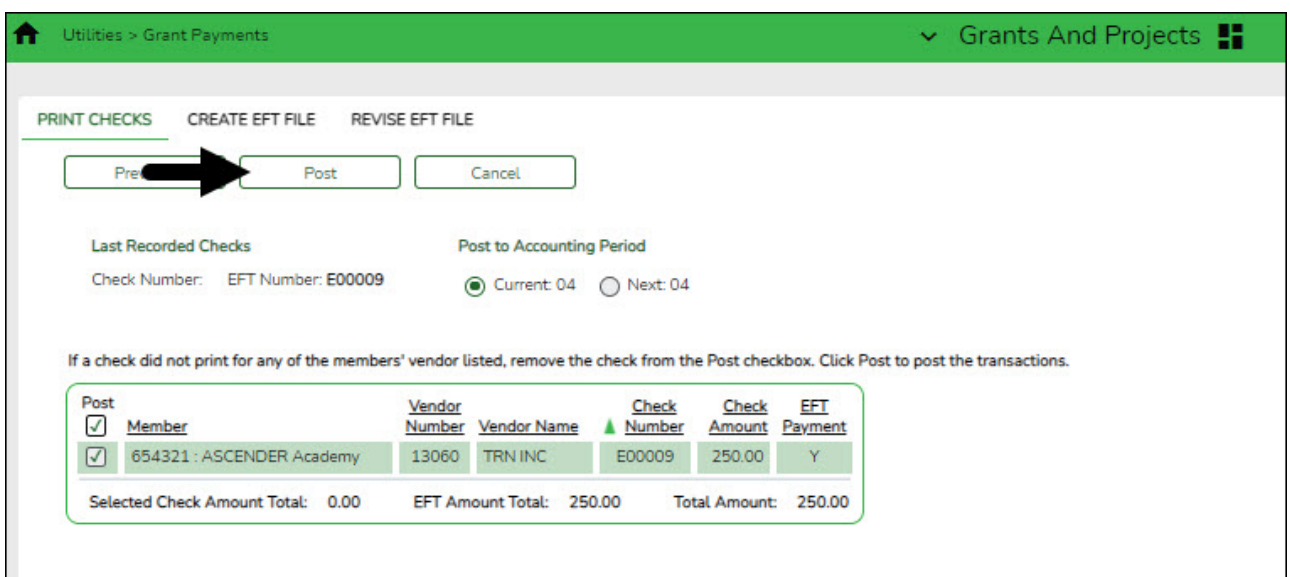 Utilities > Grant Payments
Grants And Projects
PRINT CHECKS CREATE EFT FILE REVISE EFT FILE
Post Cancel
Last Recorded Checks Post to Accounting Period
Check Number: EFT Number: E00009 Current: 04 Next: 04
If a check did not print for any of the members' vendor listed, remove the check from the Post checkbox. Click Post to post the transactions.
Post Vendor Check Check EFT
Member Number Vendor Name Number Amount Payment
654321 : ASCENDER Academy 13060 TRN INC E00009 250.00 Y
Selected Check Amount Total: 0.00 EFT Amount Total: 250.00 Total Amount: 250.00